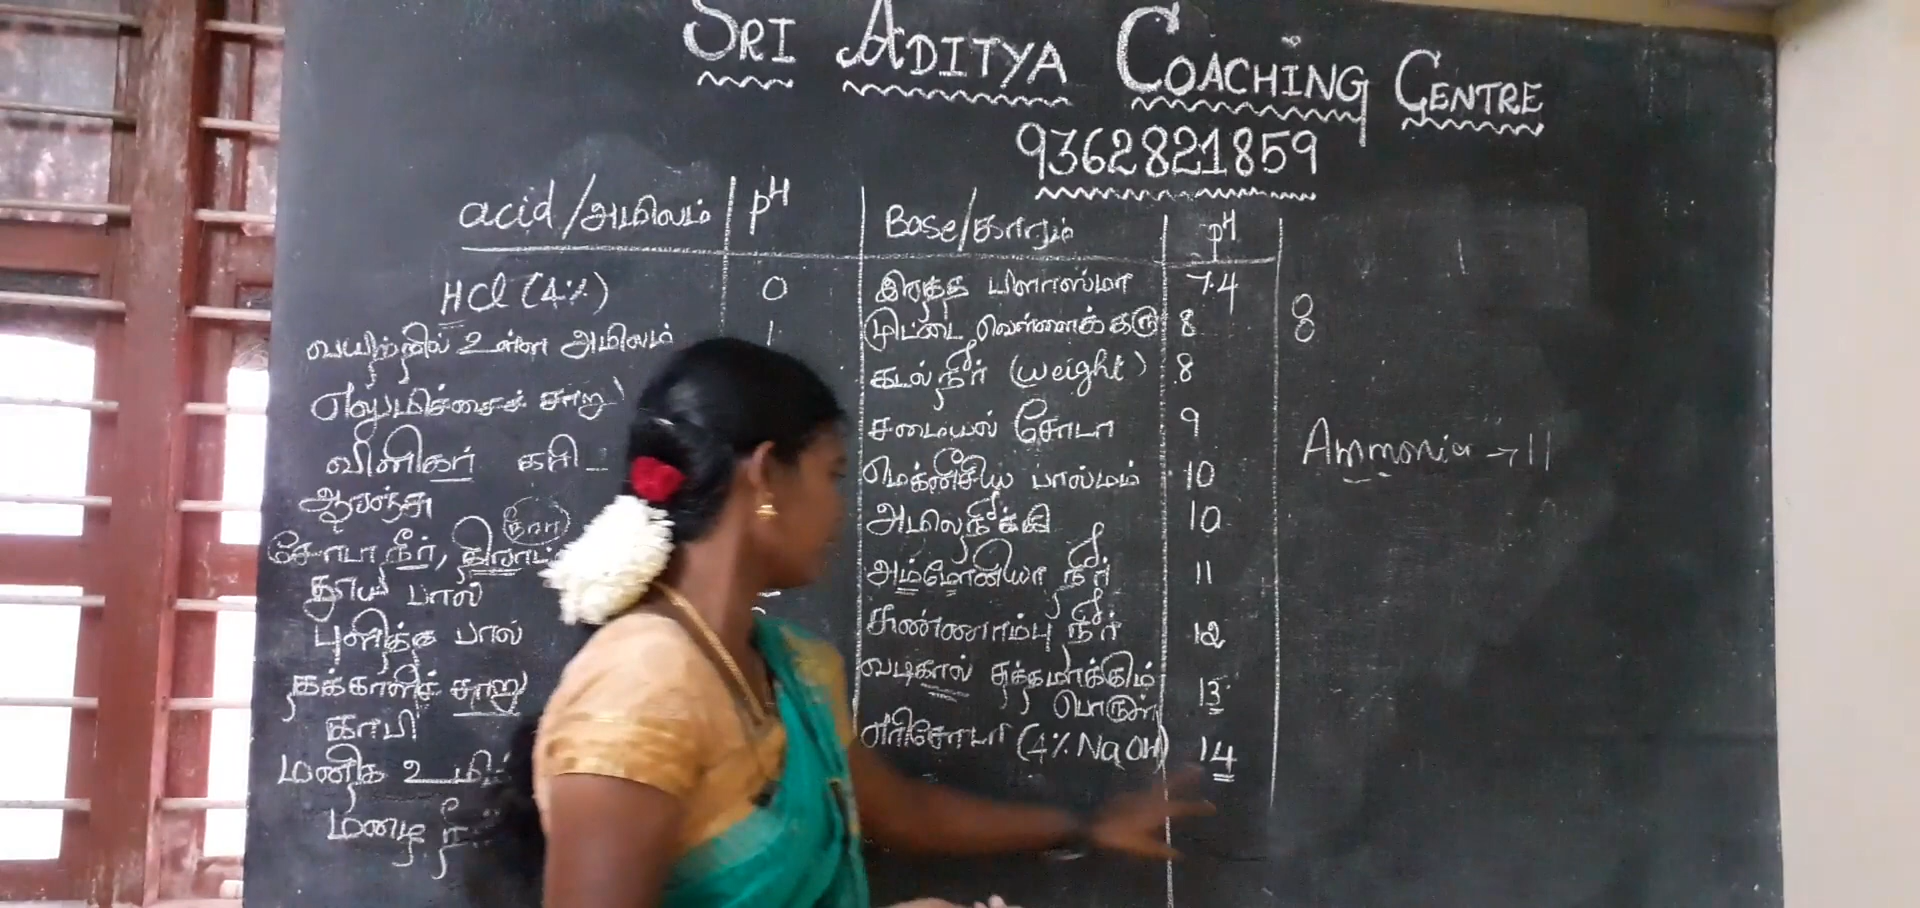 SRI ADITYA COACHING CENTRE
9362821859
acid/அமிலம் pH Base/காரம் pH
HCl (4%) 0 இரத்த பிளாஸ்மா 7.4
8
வயிற்றில் உள்ள அமிலம் 1 முட்டை வெள்ளைக்கரு 8
எலுமிச்சைச் சாறு கடல் நீர் (weight) 8
வினிகர் சமையல் சோடா 9
Ammonia → 11
ஆரஞ்சு மெக்னீசிய பால்மம் 10
சோடா நீர், அமிலநீக்கி 10
தூய பால் அம்மோனியா நீர் 11
புளித்த பால் சுண்ணாம்பு நீர் 12
தக்காளிச் சாறு வடிகால் சுத்தமாக்கும்
பொருள் 13
காபி எரிசோடா (4% NaOH) 14
மனித
மழை